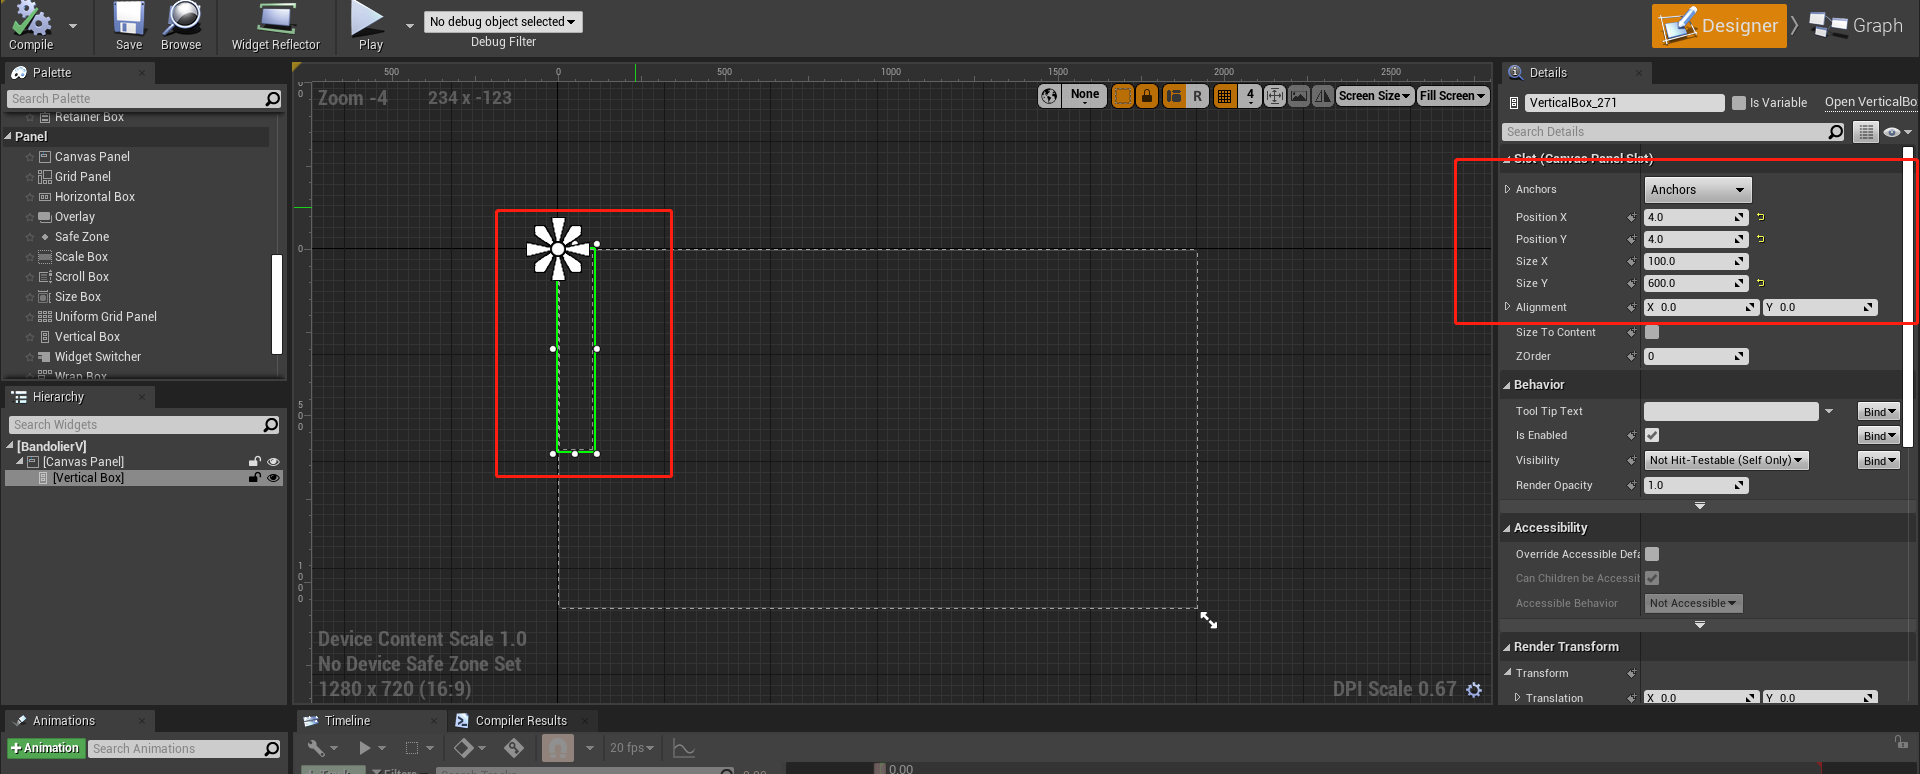 Compile
Save
Browse
Widget Reflector
Play
No debug object selected
Debug Filter
Designer
Graph
Palette
Search Palette
Retainer Box
Panel
Canvas Panel
Grid Panel
Horizontal Box
Overlay
Safe Zone
Scale Box
Scroll Box
Size Box
Uniform Grid Panel
Vertical Box
Widget Switcher
Wrap Box
Hierarchy
Search Widgets
[BandolierV]
[Canvas Panel]
[Vertical Box]
Animations
+Animation
Search Animations
500 0 500 1000 1500 2000 2500
Zoom -4 234 x -123
None
R
4
Screen Size
Fill Screen
0
0
500
1000
Device Content Scale 1.0
No Device Safe Zone Set
1280 x 720 (16:9)
DPI Scale 0.67
Timeline
Compiler Results
20 fps
Filters
0.00
Details
VerticalBox_271
Is Variable
Open VerticalBo
Search Details
Slot (Canvas Panel Slot)
Anchors Anchors
Position X 4.0
Position Y 4.0
Size X 100.0
Size Y 600.0
Alignment X 0.0 Y 0.0
Size To Content
ZOrder 0
Behavior
Tool Tip Text Bind
Is Enabled Bind
Visibility Not Hit-Testable (Self Only) Bind
Render Opacity 1.0
Accessibility
Override Accessible Defa
Can Children be Accessit
Accessible Behavior Not Accessible
Render Transform
Transform
Translation X 0.0 Y 0.0